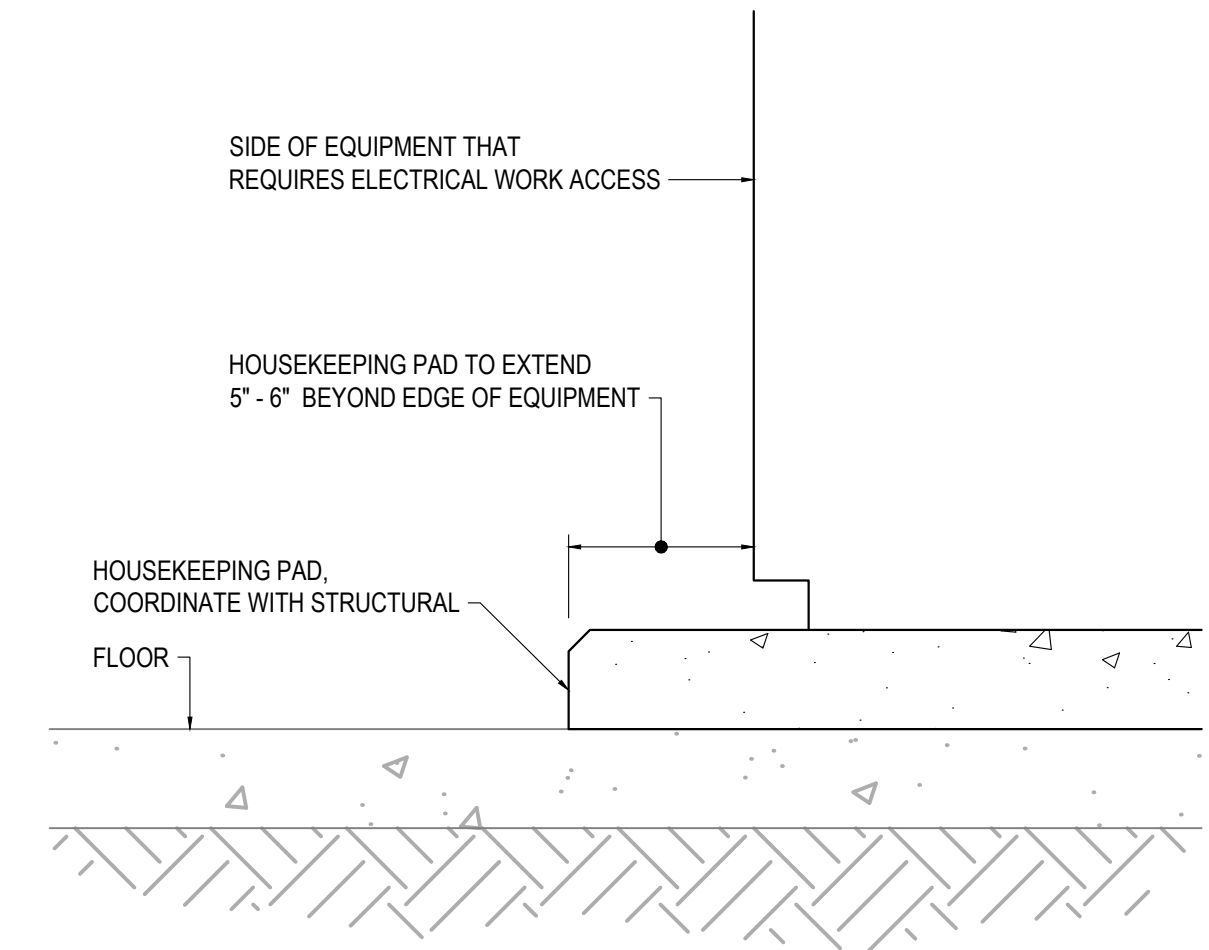 SIDE OF EQUIPMENT THAT
REQUIRES ELECTRICAL WORK ACCESS
HOUSEKEEPING PAD TO EXTEND
5" - 6" BEYOND EDGE OF EQUIPMENT
HOUSEKEEPING PAD,
COORDINATE WITH STRUCTURAL
FLOOR